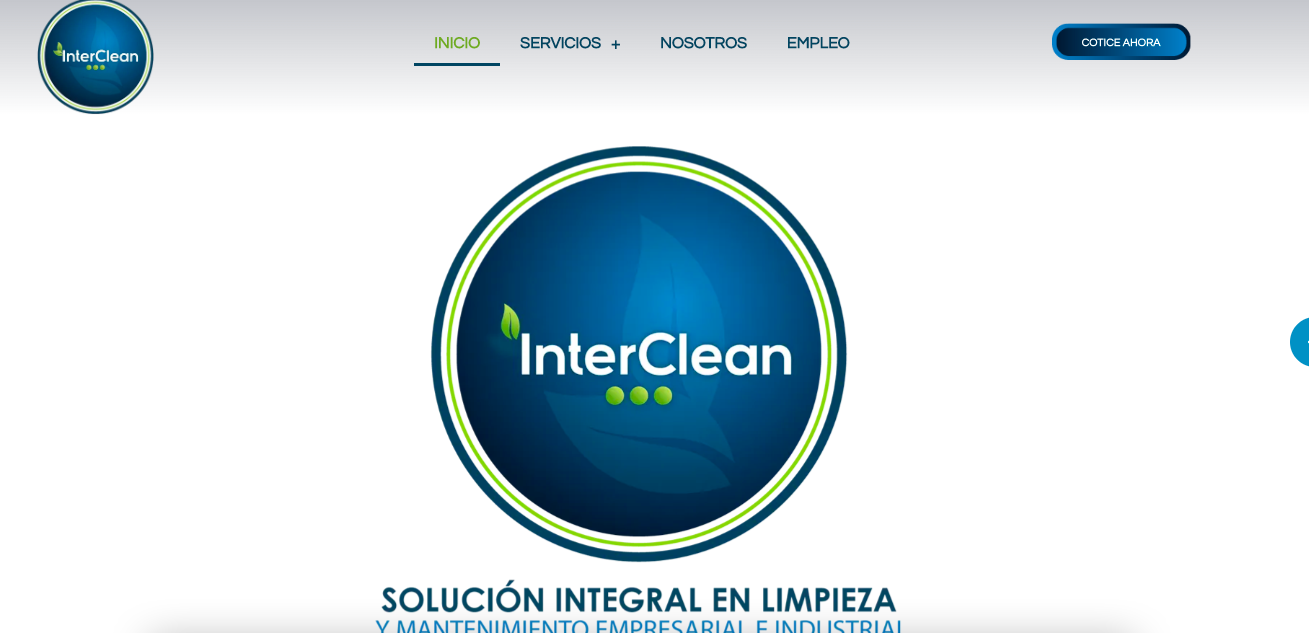 InterClean
INICIO SERVICIOS + NOSOTROS EMPLEO
COTICE AHORA
InterClean
SOLUCIÓN INTEGRAL EN LIMPIEZA
Y MANTENIMIENTO EMPRESARIAL E INDUSTRIAL